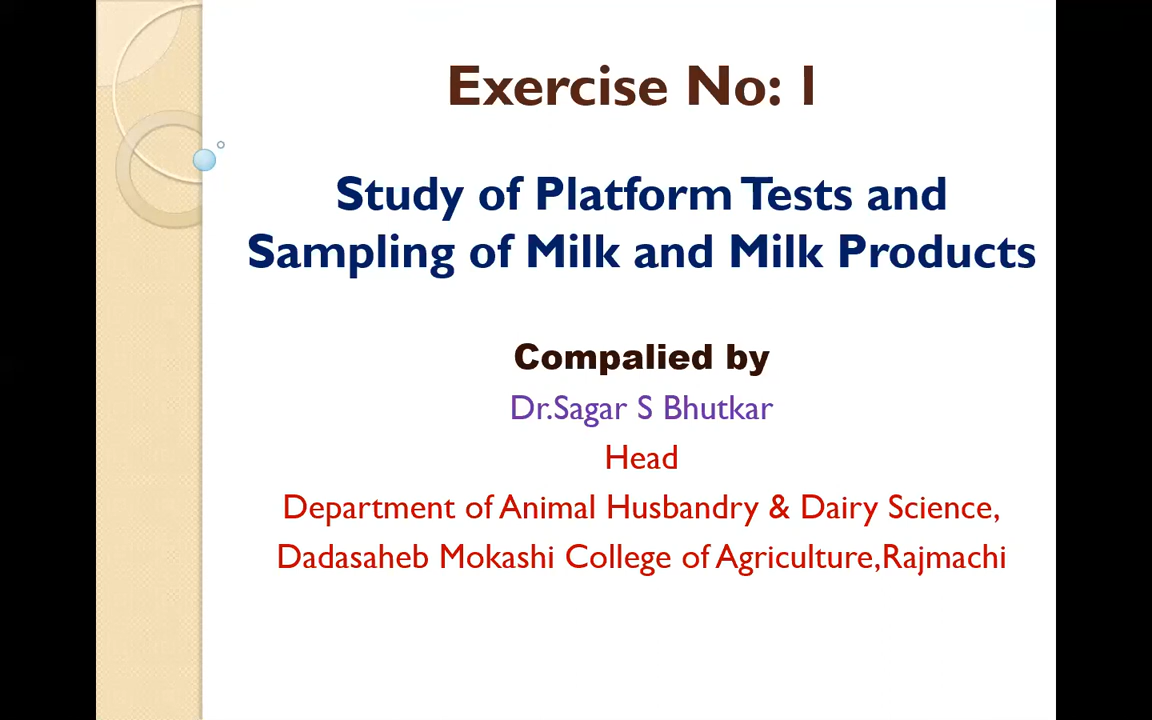 Exercise No: 1
Study of Platform Tests and
Sampling of Milk and Milk Products
Compalied by
Dr.Sagar S Bhutkar
Head
Department of Animal Husbandry & Dairy Science,
Dadasaheb Mokashi College of Agriculture,Rajmachi